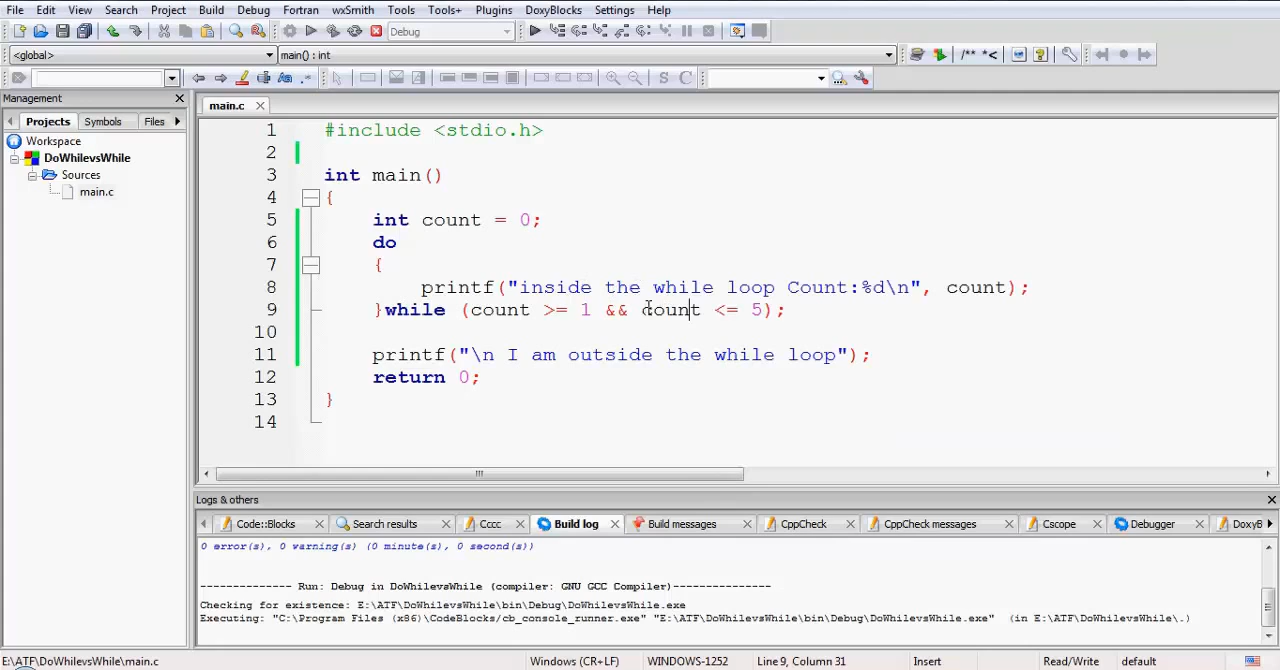 File Edit View Search Project Build Debug Fortran wxSmith Tools Tools+ Plugins DoxyBlocks Settings Help
Debug
<global> main() : int
/** *<
S C
Management
main.c
Projects Symbols Files
Workspace
DoWhilevsWhile
Sources
main.c
1 #include <stdio.h>
2
3 int main()
4 {
5 int count = 0;
6 do
7 {
8 printf("inside the while loop Count:%d\n", count);
9 }while (count >= 1 && count <= 5);
10
11 printf("\n I am outside the while loop");
12 return 0;
13 }
14
Logs & others
Code::Blocks Search results Cccc Build log Build messages CppCheck CppCheck messages Cscope Debugger DoxyB
0 error(s), 0 warning(s) (0 minute(s), 0 second(s))
-------------- Run: Debug in DoWhilevsWhile (compiler: GNU GCC Compiler)---------------
Checking for existence: E:\ATF\DoWhilevsWhile\bin\Debug\DoWhilevsWhile.exe
Executing: "C:\Program Files (x86)\CodeBlocks/cb_console_runner.exe" "E:\ATF\DoWhilevsWhile\bin\Debug\DoWhilevsWhile.exe" (in E:\ATF\DoWhilevsWhile\.)
E:\ATF\DoWhilevsWhile\main.c Windows (CR+LF) WINDOWS-1252 Line 9, Column 31 Insert Read/Write default